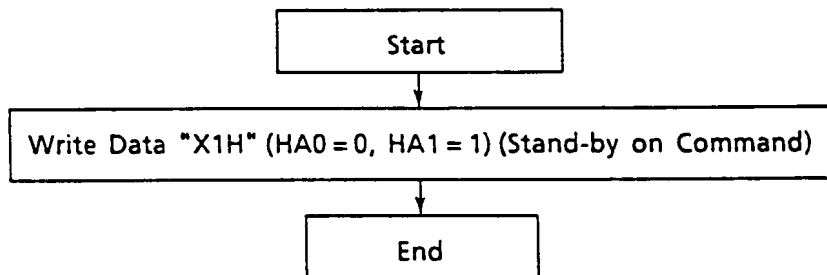 Start
Write Data "X1H" (HA0 = 0, HA1 = 1) (Stand-by on Command)
End